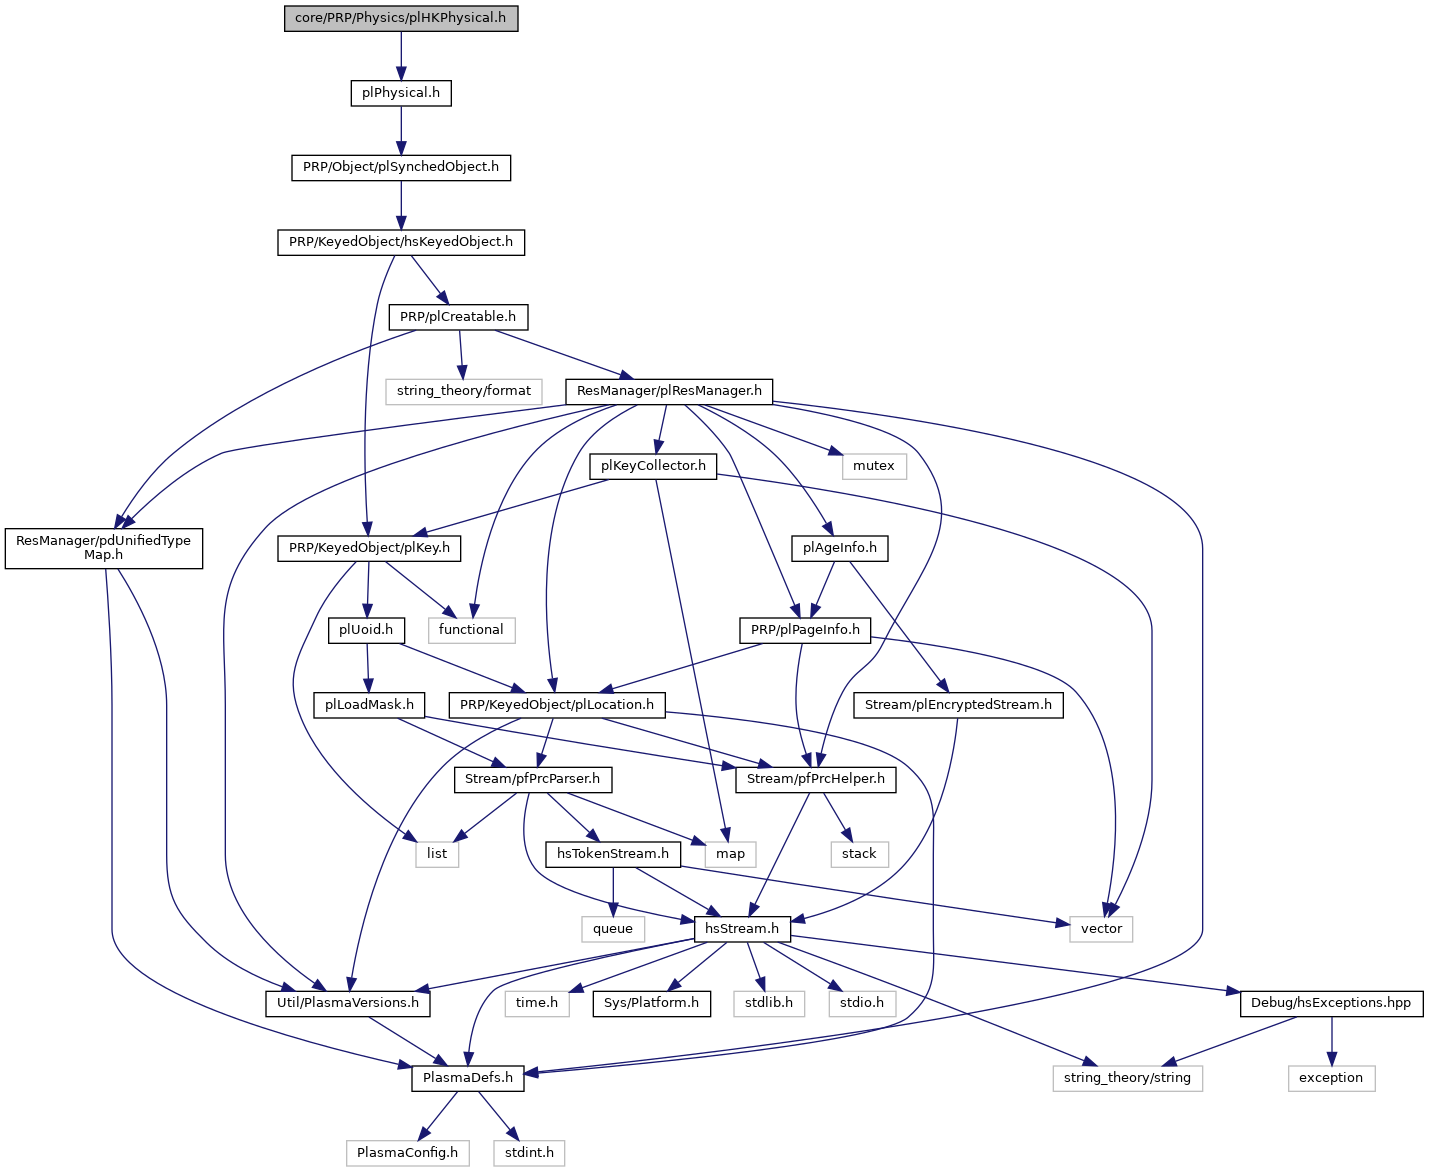 core/PRP/Physics/plHKPhysical.h
plPhysical.h
PRP/Object/plSynchedObject.h
PRP/KeyedObject/hsKeyedObject.h
PRP/plCreatable.h
string_theory/format
ResManager/plResManager.h
plKeyCollector.h
mutex
ResManager/pdUnifiedType
Map.h
PRP/KeyedObject/plKey.h
plAgeInfo.h
plUoid.h
functional
PRP/plPageInfo.h
plLoadMask.h
PRP/KeyedObject/plLocation.h
Stream/plEncryptedStream.h
Stream/pfPrcParser.h
Stream/pfPrcHelper.h
list
hsTokenStream.h
map
stack
queue
hsStream.h
vector
Util/PlasmaVersions.h
time.h
Sys/Platform.h
stdlib.h
stdio.h
Debug/hsExceptions.hpp
PlasmaDefs.h
string_theory/string
exception
PlasmaConfig.h
stdint.h